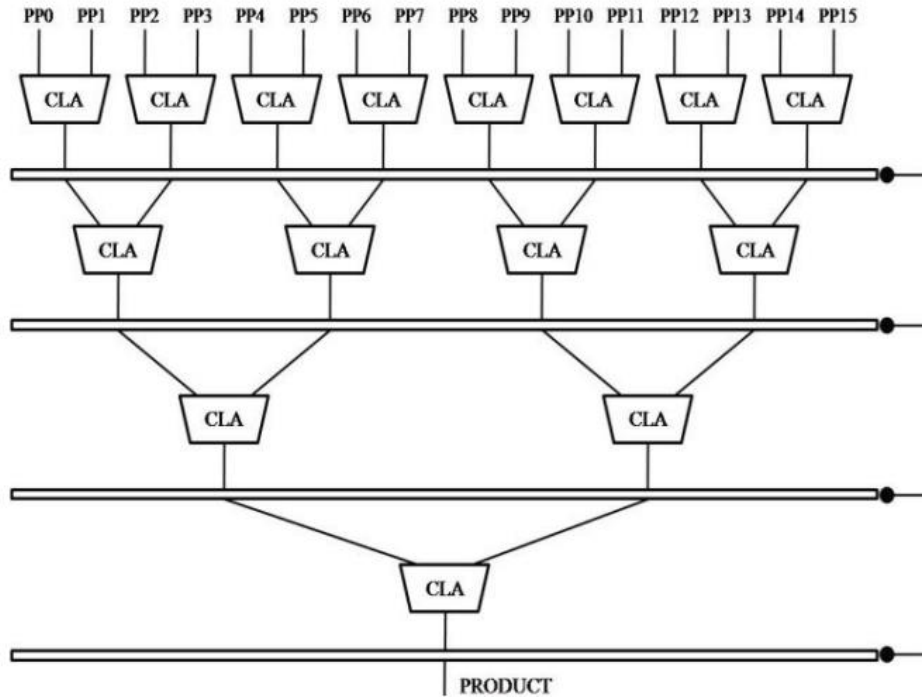 PP0 PP1 PP2 PP3 PP4 PP5 PP6 PP7 PP8 PP9 PP10 PP11 PP12 PP13 PP14 PP15
CLA CLA CLA CLA CLA CLA CLA CLA
CLA CLA CLA CLA
CLA CLA
CLA
PRODUCT